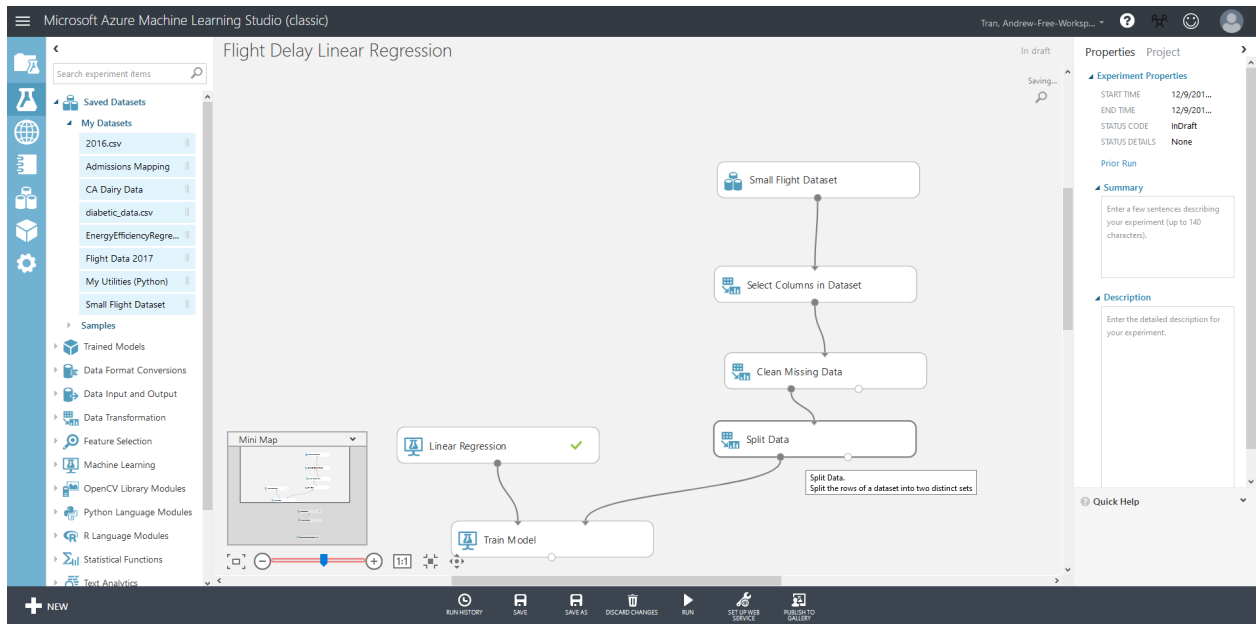 Microsoft Azure Machine Learning Studio (classic)
Tran, Andrew-Free-Worksp...
?
Search experiment items
Saved Datasets
My Datasets
2016.csv
Admissions Mapping
CA Dairy Data
diabetic_data.csv
EnergyEfficiencyRegre...
Flight Data 2017
My Utilities (Python)
Small Flight Dataset
Samples
Trained Models
Data Format Conversions
Data Input and Output
Data Transformation
Feature Selection
Machine Learning
OpenCV Library Modules
Python Language Modules
R Language Modules
Statistical Functions
Text Analytics
Flight Delay Linear Regression
In draft
Saving...
Small Flight Dataset
Select Columns in Dataset
Clean Missing Data
Split Data
Split Data.
Split the rows of a dataset into two distinct sets
Linear Regression
Train Model
Mini Map
1:1
Properties Project
Experiment Properties
START TIME 12/9/201...
END TIME 12/9/201...
STATUS CODE InDraft
STATUS DETAILS None
Prior Run
Summary
Enter a few sentences describing
your experiment (up to 140
characters).
Description
Enter the detailed description for
your experiment.
Quick Help
NEW
RUN HISTORY
SAVE
SAVE AS
DISCARD CHANGES
RUN
SET UP WEB
SERVICE
PUBLISH TO
GALLERY